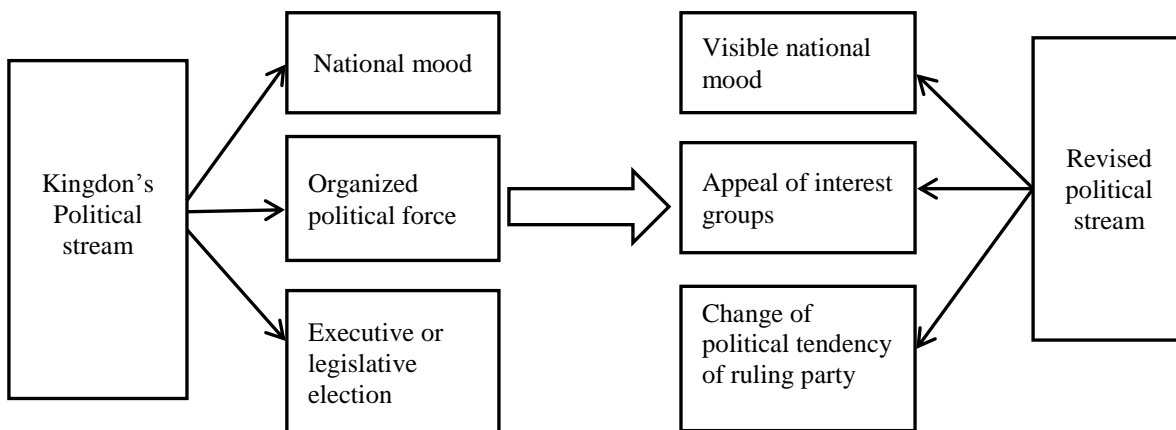 Kingdon’s
Political
stream
National mood
Organized
political force
Executive or
legislative
election
Visible national
mood
Appeal of interest
groups
Change of
political tendency
of ruling party
Revised
political
stream